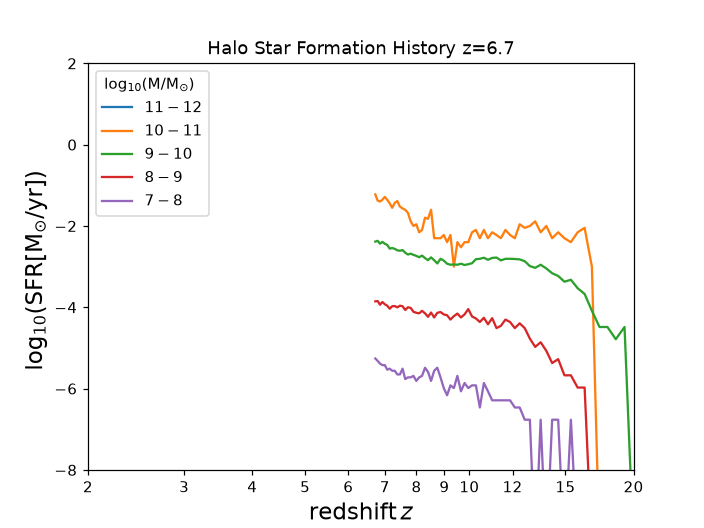 Halo Star Formation History z=6.7
log₁₀(SFR[M⊙/yr])
2
0
−2
−4
−6
−8
log₁₀(M/M⊙)
11 − 12
10 − 11
9 − 10
8 − 9
7 − 8
2 3 4 5 6 7 8 9 10 12 15 20
redshift z